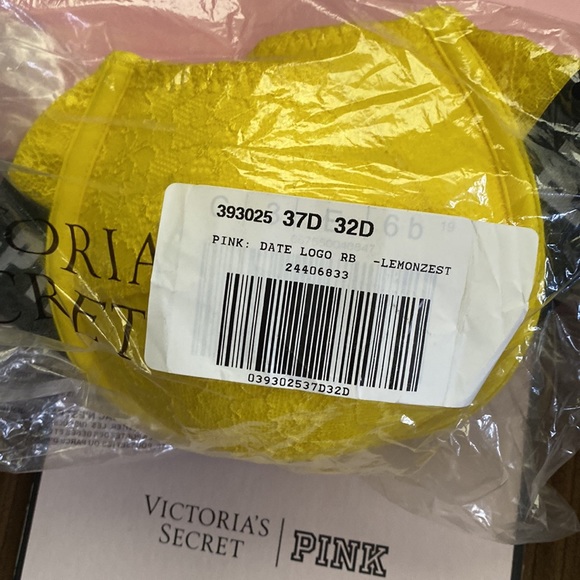 393025 37D 32D
PINK: DATE LOGO RB -LEMONZEST
24406833
039302537D32D
ORIA
CRET
VICTORIA'S
SECRET
PINK